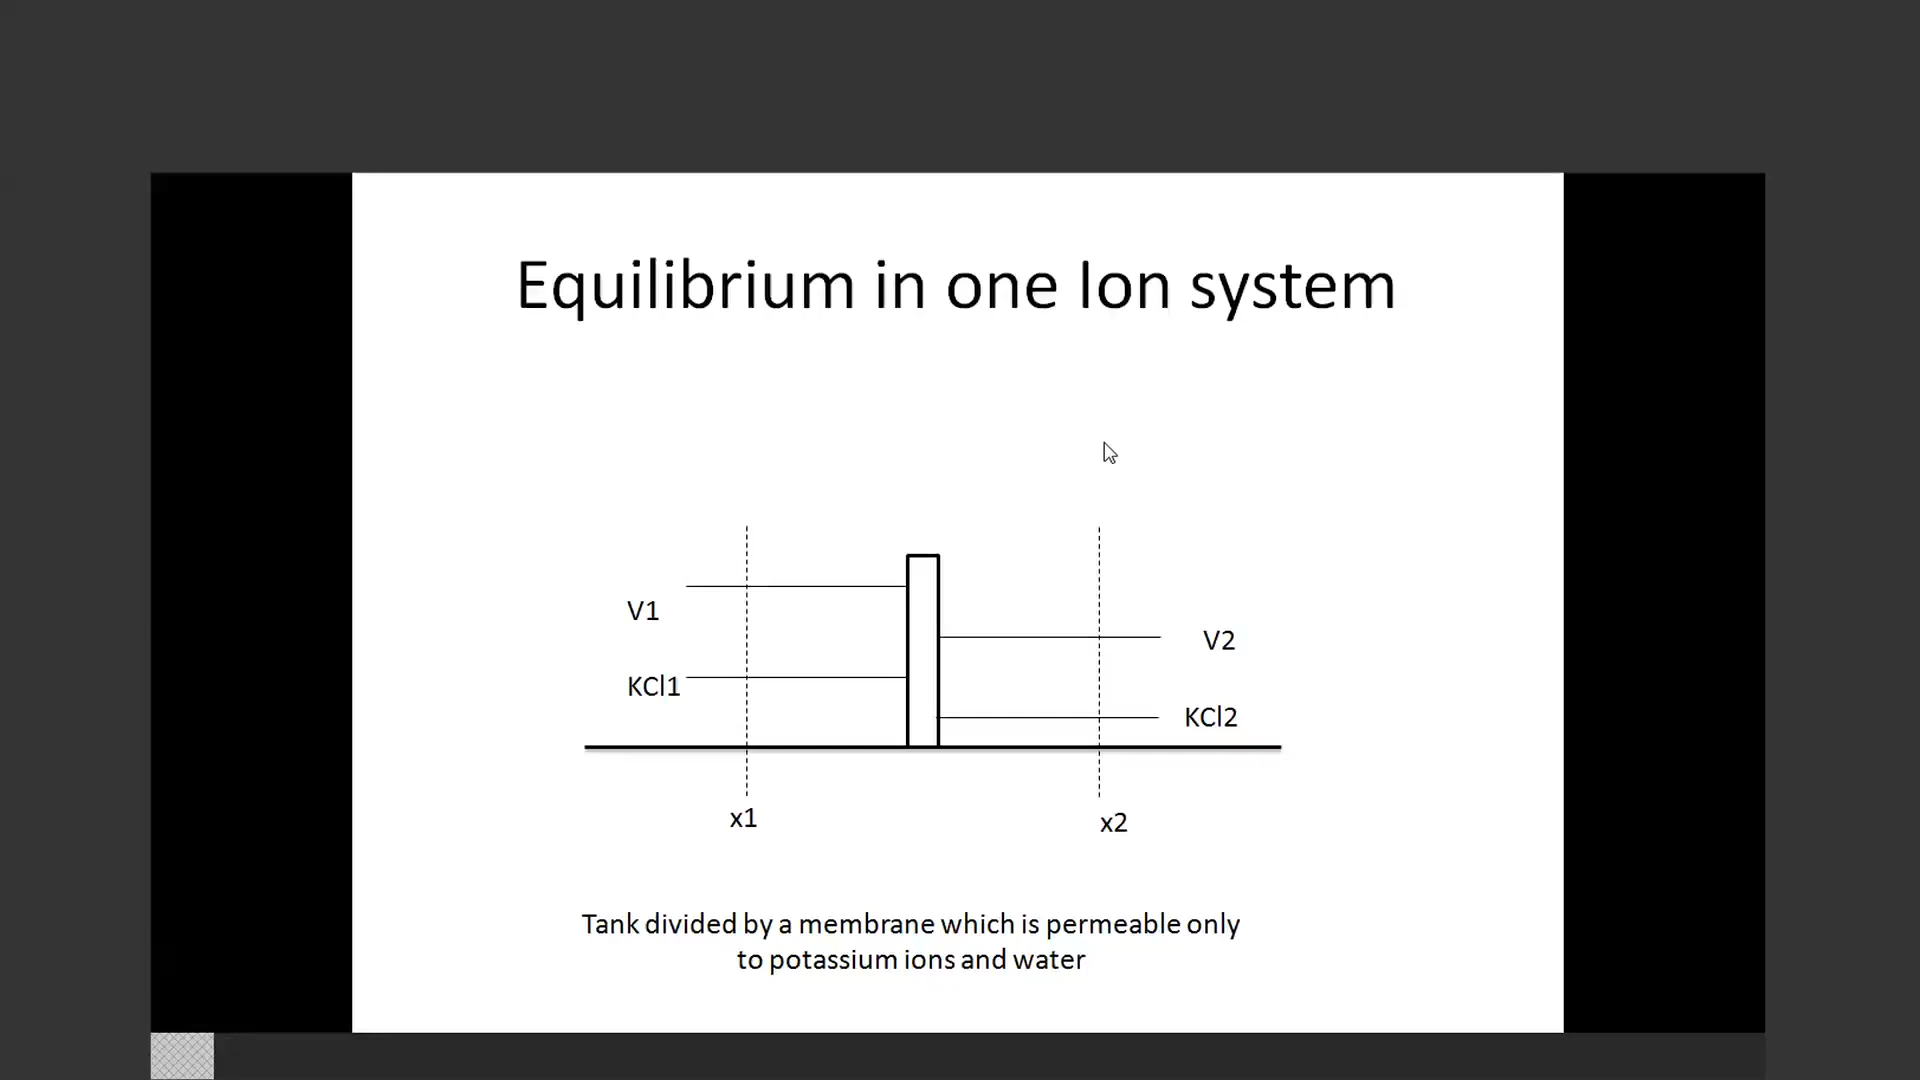 Equilibrium in one Ion system
V1
V2
KCl1
KCl2
x1
x2
Tank divided by a membrane which is permeable only
to potassium ions and water